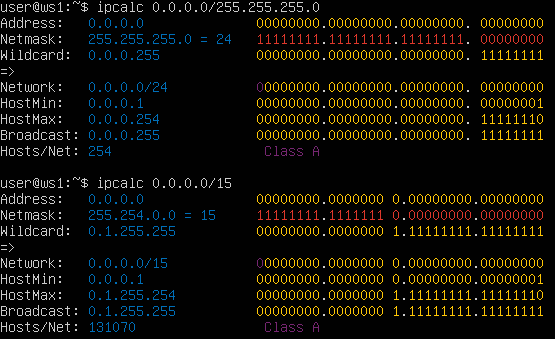 user@ws1:~$ ipcalc 0.0.0.0/255.255.255.0
Address:   0.0.0.0              00000000.00000000.00000000. 00000000
Netmask:   255.255.255.0 = 24   11111111.11111111.11111111. 00000000
Wildcard:  0.0.0.255            00000000.00000000.00000000. 11111111
=>
Network:   0.0.0.0/24           00000000.00000000.00000000. 00000000
HostMin:   0.0.0.1              00000000.00000000.00000000. 00000001
HostMax:   0.0.0.254            00000000.00000000.00000000. 11111110
Broadcast: 0.0.0.255            00000000.00000000.00000000. 11111111
Hosts/Net: 254                   Class A
user@ws1:~$ ipcalc 0.0.0.0/15
Address:   0.0.0.0              00000000.0000000 0.00000000.00000000
Netmask:   255.254.0.0 = 15     11111111.1111111 0.00000000.00000000
Wildcard:  0.1.255.255          00000000.0000000 1.11111111.11111111
=>
Network:   0.0.0.0/15           00000000.0000000 0.00000000.00000000
HostMin:   0.0.0.1              00000000.0000000 0.00000000.00000001
HostMax:   0.1.255.254          00000000.0000000 1.11111111.11111110
Broadcast: 0.1.255.255          00000000.0000000 1.11111111.11111111
Hosts/Net: 131070                Class A